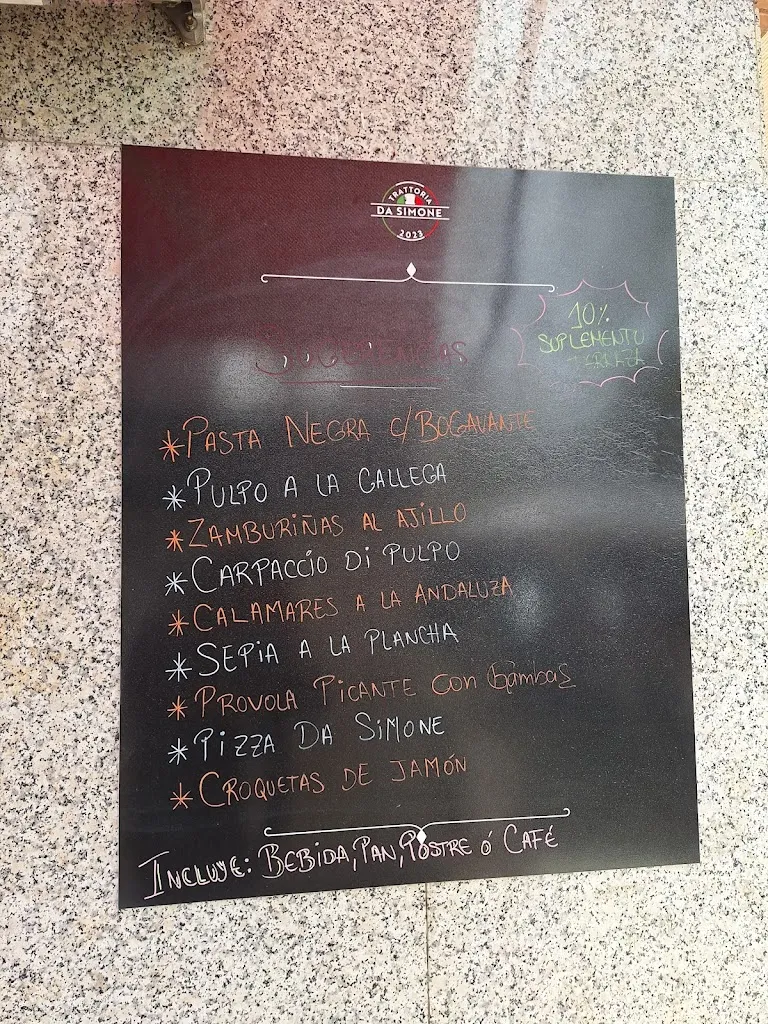 TRATTORIA
DA SIMONE
2023
SUGERENCIAS
10%
SUPLEMENTO
TERRAZA
*PASTA NEGRA C/BOGAVANTE
*PULPO A LA GALLEGA
*ZAMBURIÑAS AL AJILLO
*CARPACCIO DI PULPO
*CALAMARES A LA ANDALUZA
*SEPIA A LA PLANCHA
*PROVOLA PICANTE con Gambas
*PIZZA DA SIMONE
*CROQUETAS DE JAMÓN
INCLUYE: BEBIDA, PAN, POSTRE ó CAFÉ